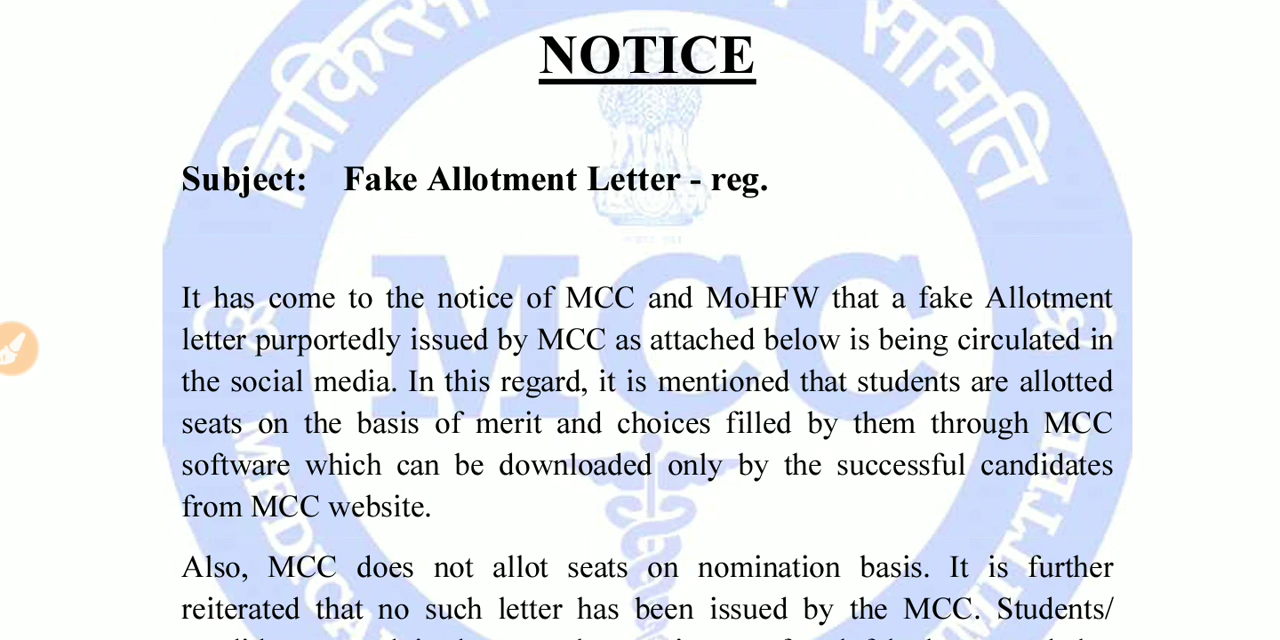 चिकित्सा
समिति
NOTICE
Subject: Fake Allotment Letter - reg.
MCC
It has come to the notice of MCC and MoHFW that a fake Allotment
letter purportedly issued by MCC as attached below is being circulated in
the social media. In this regard, it is mentioned that students are allotted
seats on the basis of merit and choices filled by them through MCC
software which can be downloaded only by the successful candidates
from MCC website.
Also, MCC does not allot seats on nomination basis. It is further
reiterated that no such letter has been issued by the MCC. Students/